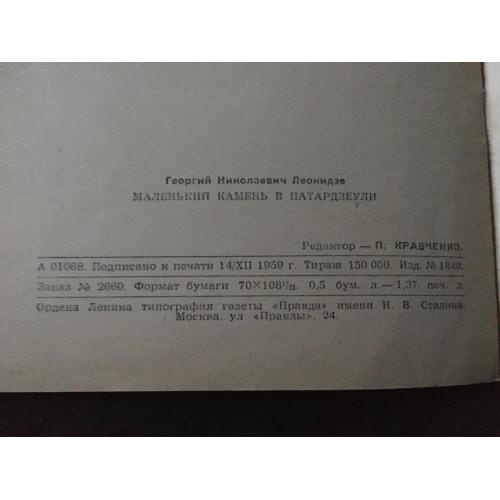 Георгий Николаевич Леонидзе
МАЛЕНЬКИЙ КАМЕНЬ В ПАТАРДЗЕУЛИ
Редактор — П. КРАВЧЕНКО.
А 01068. Подписано к печати 14/XII 1959 г. Тираж 150 000 Изд. № 1849.
Заказ № 2660. Формат бумаги 70×108¹/₃₂. 0,5 бум. л.— 1,37 печ. л.
Ордена Ленина типография газеты «Правда» имени И. В. Сталина.
Москва, ул «Правды», 24.